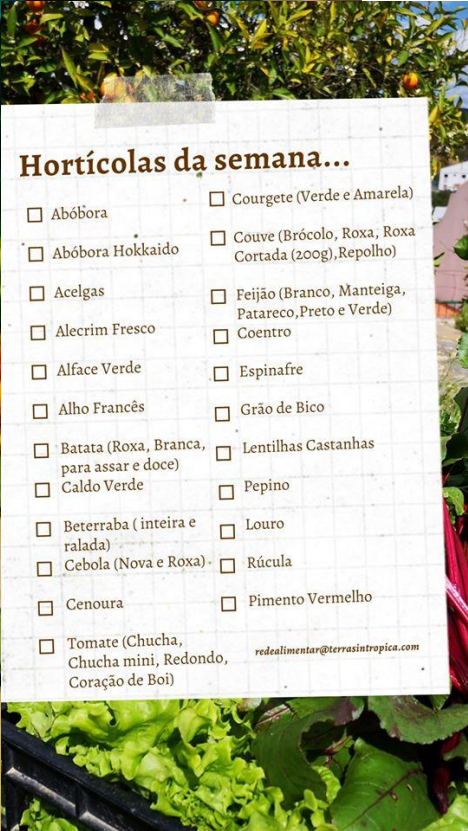 Hortícolas da semana...
Abóbora
Abóbora Hokkaido
Acelgas
Alecrim Fresco
Alface Verde
Alho Francês
Batata (Roxa, Branca,
para assar e doce)
Caldo Verde
Beterraba ( inteira e
ralada)
Cebola (Nova e Roxa)
Cenoura
Tomate (Chucha,
Chucha mini, Redondo,
Coração de Boi)
Courgete (Verde e Amarela)
Couve (Brócolo, Roxa, Roxa
Cortada (200g),Repolho)
Feijão (Branco, Manteiga,
Patareco,Preto e Verde)
Coentro
Espinafre
Grão de Bico
Lentilhas Castanhas
Pepino
Louro
Rúcula
Pimento Vermelho
redealimentar@terrasintropica.com